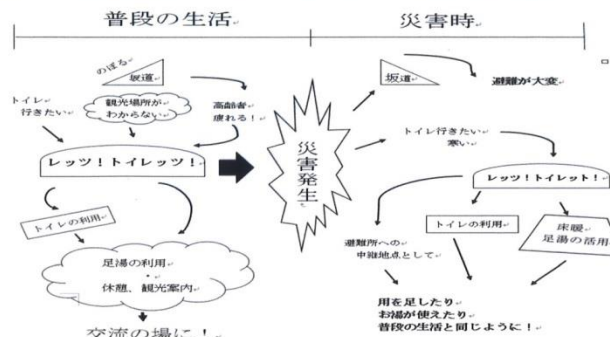 普段の生活
災害時
のぼる
坂道
トイレ
行きたい
観光場所が
わからない
高齢者
疲れる！
レッツ！トイレッツ！
トイレの利用
足湯の利用
・
休憩、観光案内
交流の場に！
災害発生
坂道
避難が大変
トイレ行きたい
寒い
レッツ！トイレット！
避難所への
中継地点として
トイレの利用
床暖
足湯の活用
用を足したり
お湯が使えたり
普段の生活と同じように！